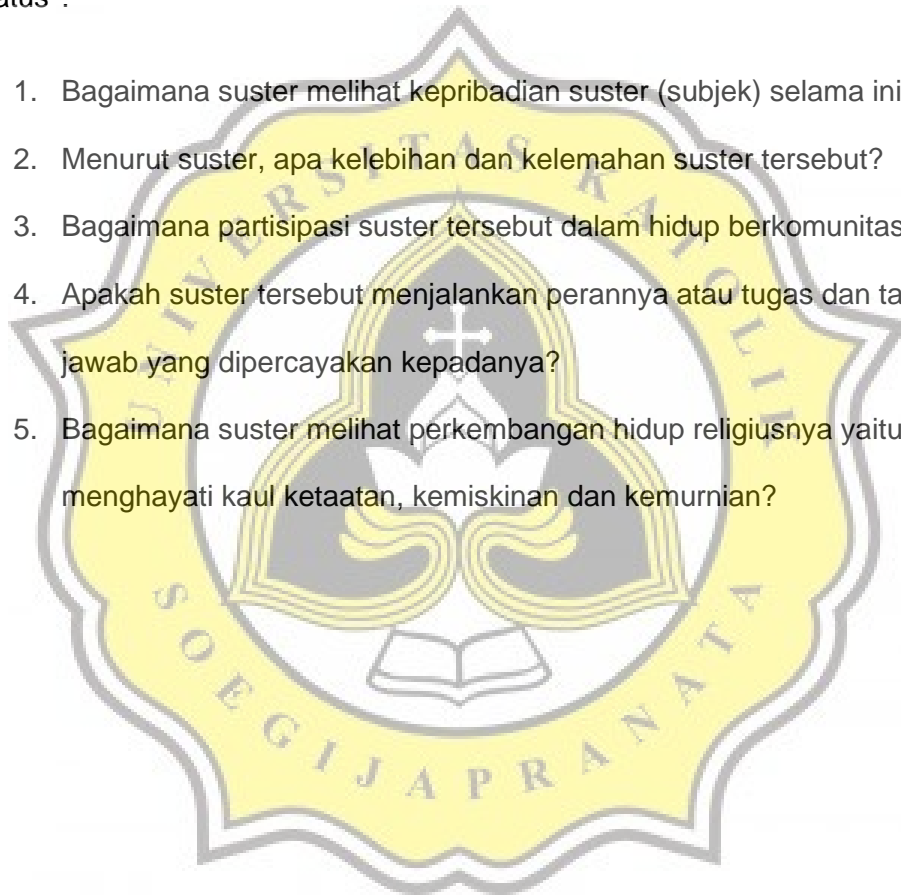 1. Bagaimana suster melihat kepribadian suster (subjek) selama ini
2. Menurut suster, apa kelebihan dan kelemahan suster tersebut?
3. Bagaimana partisipasi suster tersebut dalam hidup berkomunitas
4. Apakah suster tersebut menjalankan perannya atau tugas dan ta
jawab yang dipercayakan kepadanya?
5. Bagaimana suster melihat perkembangan hidup religiusnya yaitu
menghayati kaul ketaatan, kemiskinan dan kemurnian?
UNIVERSITAS KATOLIK
SOEGIJAPRANATA